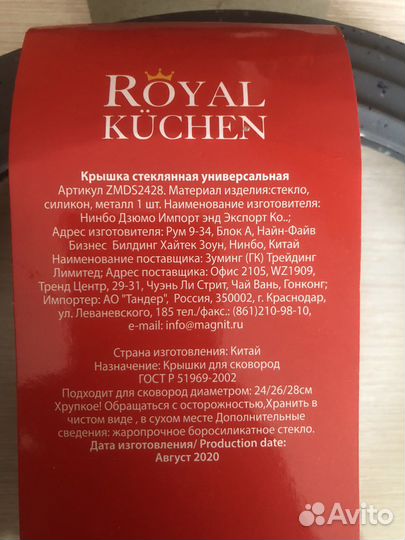 ROYAL
KÜCHEN
Крышка стеклянная универсальная
Артикул ZMDS2428. Материал изделия:стекло,
силикон, металл 1 шт. Наименование изготовителя:
Нинбо Дзюмо Импорт энд Экспорт Ко..;
Адрес изготовителя: Рум 9-34, Блок А, Найн-Файв
Бизнес Билдинг Хайтек Зоун, Нинбо, Китай
Наименование поставщика: Зуминг (ГК) Трейдинг
Лимитед; Адрес поставщика: Офис 2105, WZ1909,
Тренд Центр, 29-31, Чуэнь Ли Стрит, Чай Вань, Гонконг;
Импортер: АО "Тандер", Россия, 350002, г. Краснодар,
ул. Леваневского, 185 тел./факс.: (861)210-98-10,
e-mail: info@magnit.ru
Страна изготовления: Китай
Назначение: Крышки для сковород
ГОСТ Р 51969-2002
Подходит для сковород диаметром: 24/26/28см
Хрупкое! Обращаться с осторожностью,Хранить в
чистом виде , в сухом месте Дополнительные
сведения: жаропрочное боросиликатное стекло.
Дата изготовления/ Production date:
Август 2020
Avito